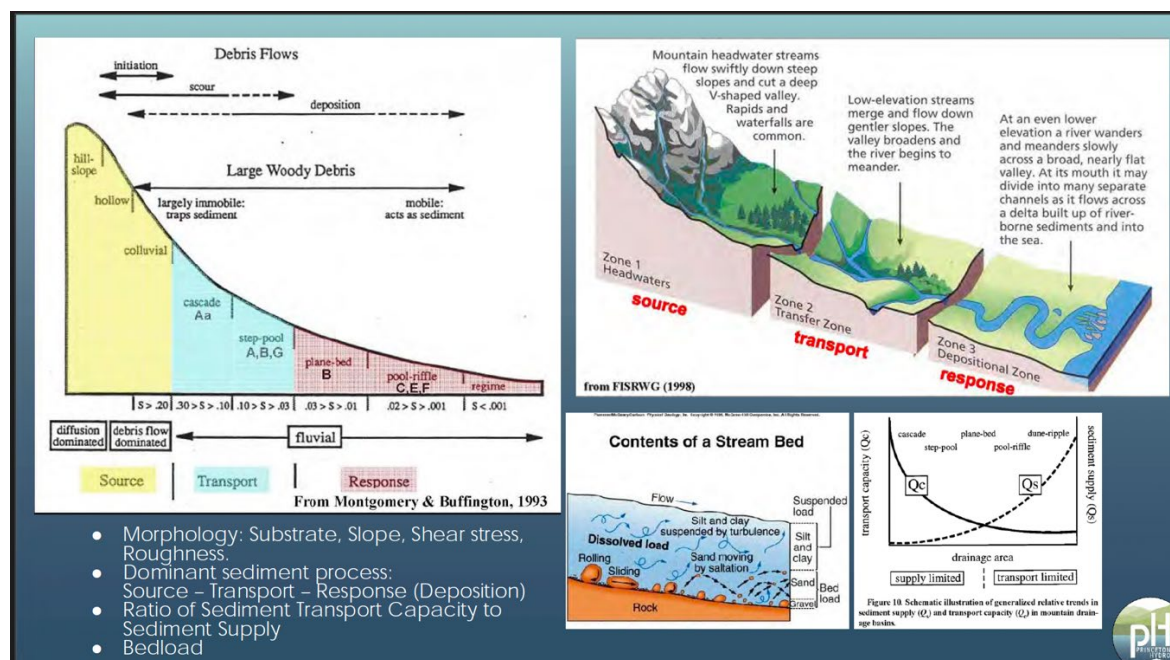 Debris Flows
initiation
scour
deposition
hill-
slope
hollow
Large Woody Debris
largely immobile:
traps sediment
mobile:
acts as sediment
colluvial
cascade
Aa
step-pool
A,B,G
plane-bed
B
pool-riffle
C,E,F
regime
S > .20
.30 > S > .10
.10 > S > .03
.03 > S > .01
.02 > S > .001
S < .001
diffusion
dominated
debris flow
dominated
fluvial
Source
Transport
Response
From Montgomery & Buffington, 1993
Mountain headwater streams
flow swiftly down steep
slopes and cut a deep
V-shaped valley.
Rapids and
waterfalls are
common.
Low-elevation streams
merge and flow down
gentler slopes. The
valley broadens and
the river begins to
meander.
At an even lower
elevation a river wanders
and meanders slowly
across a broad, nearly flat
valley. At its mouth it may
divide into many separate
channels as it flows across
a delta built up of river-
borne sediments and into
the sea.
Zone 1
Headwaters
source
Zone 2
Transfer Zone
transport
Zone 3
Depositional Zone
response
from FISRWG (1998)
Contents of a Stream Bed
Flow
Silt and clay
suspended by turbulence
Dissolved load
Rolling
Sliding
Sand moving
by saltation
Rock
Suspended
load
Silt
and
clay
Sand
Bed
load
Gravel
transport capacity (Qc)
cascade
plane-bed
dune-ripple
step-pool
pool-riffle
Qc
Qs
sediment supply (Qs)
drainage area
supply limited
transport limited
Figure 10. Schematic illustration of generalized relative trends in
sediment supply (Qs) and transport capacity (Qc) in mountain drain-
age basins.
• Morphology: Substrate, Slope, Shear stress,
Roughness.
• Dominant sediment process:
Source – Transport – Response (Deposition)
• Ratio of Sediment Transport Capacity to
Sediment Supply
• Bedload
pH
PRINCETON
HYDRO